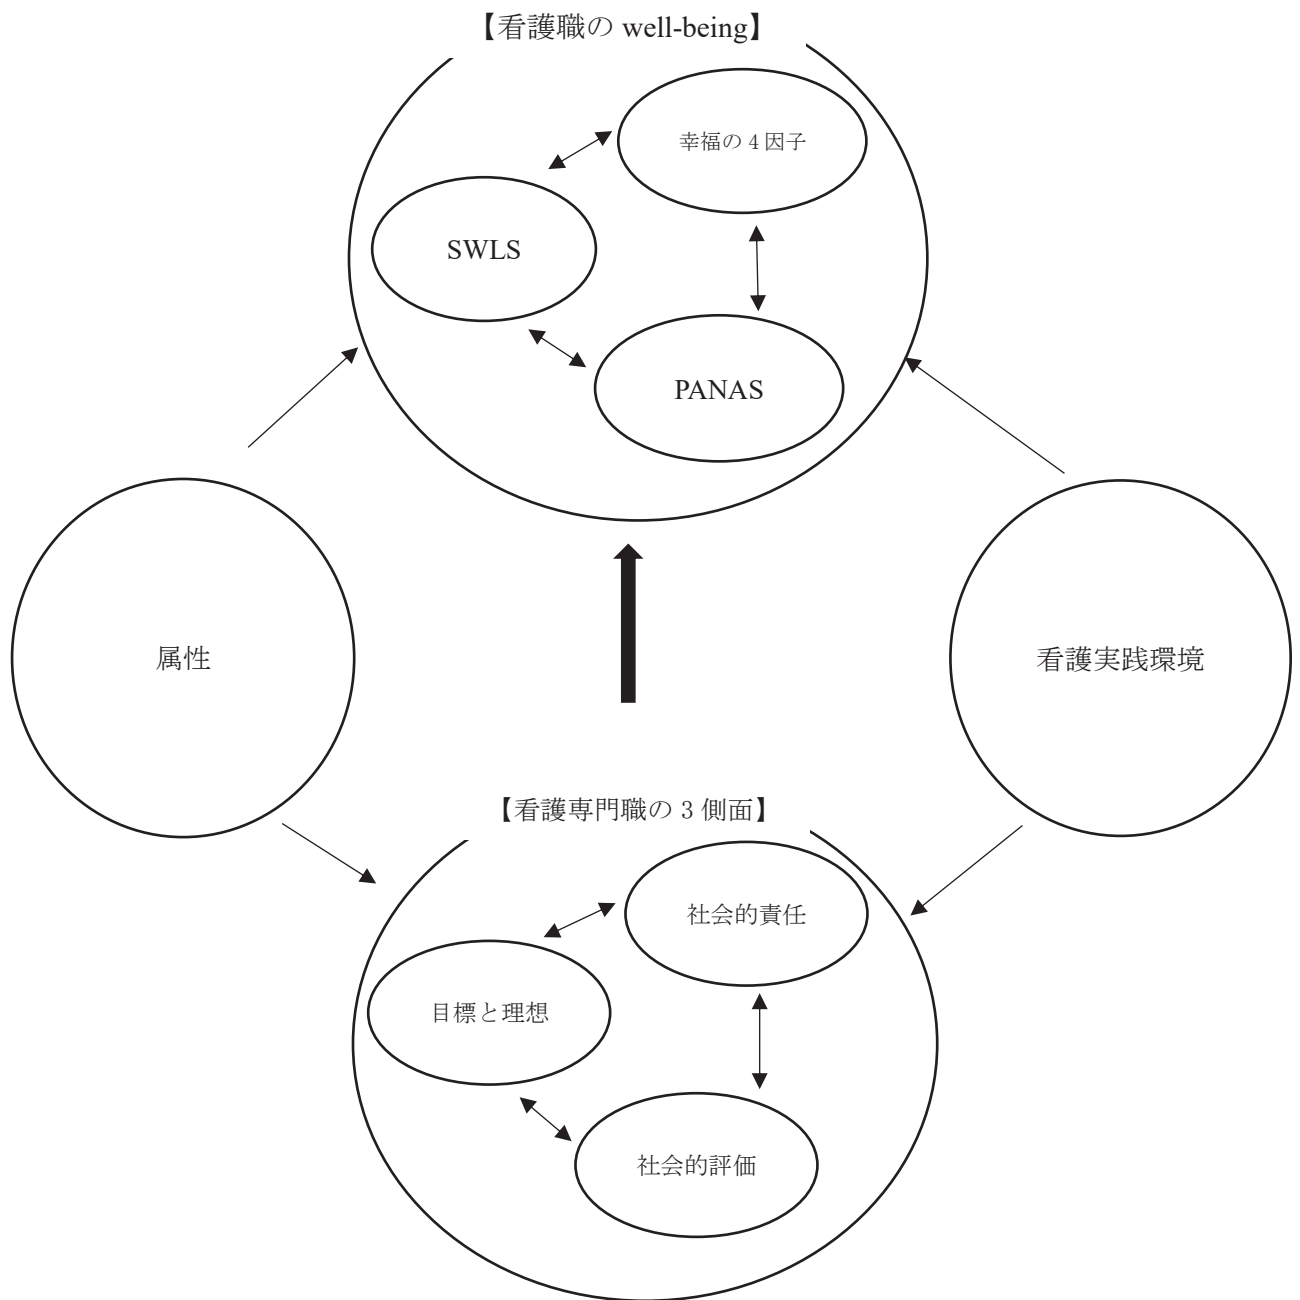 【看護職の well-being】
幸福の 4 因子
SWLS
PANAS
属性
看護実践環境
【看護専門職の 3 側面】
社会的責任
目標と理想
社会的評価